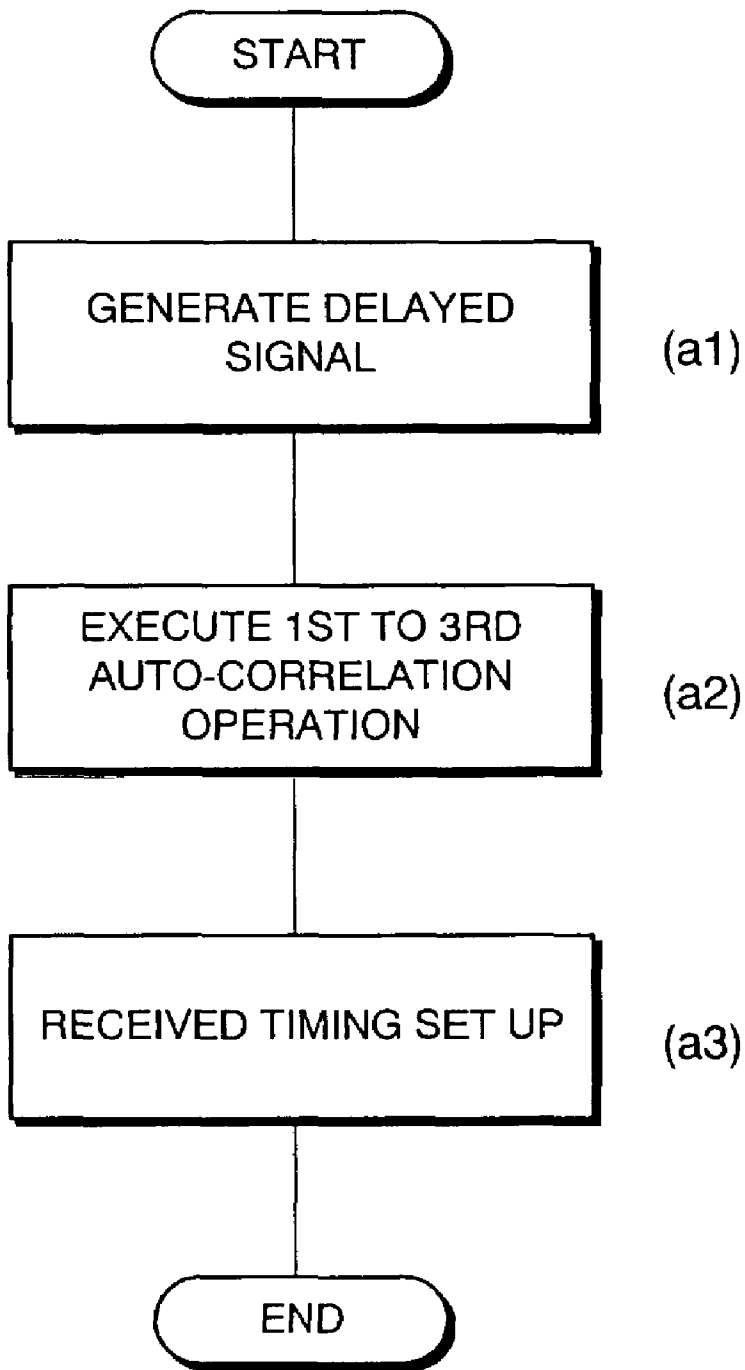 START
GENERATE DELAYED
SIGNAL
(a1)
EXECUTE 1ST TO 3RD
AUTO-CORRELATION
OPERATION
(a2)
RECEIVED TIMING SET UP
(a3)
END